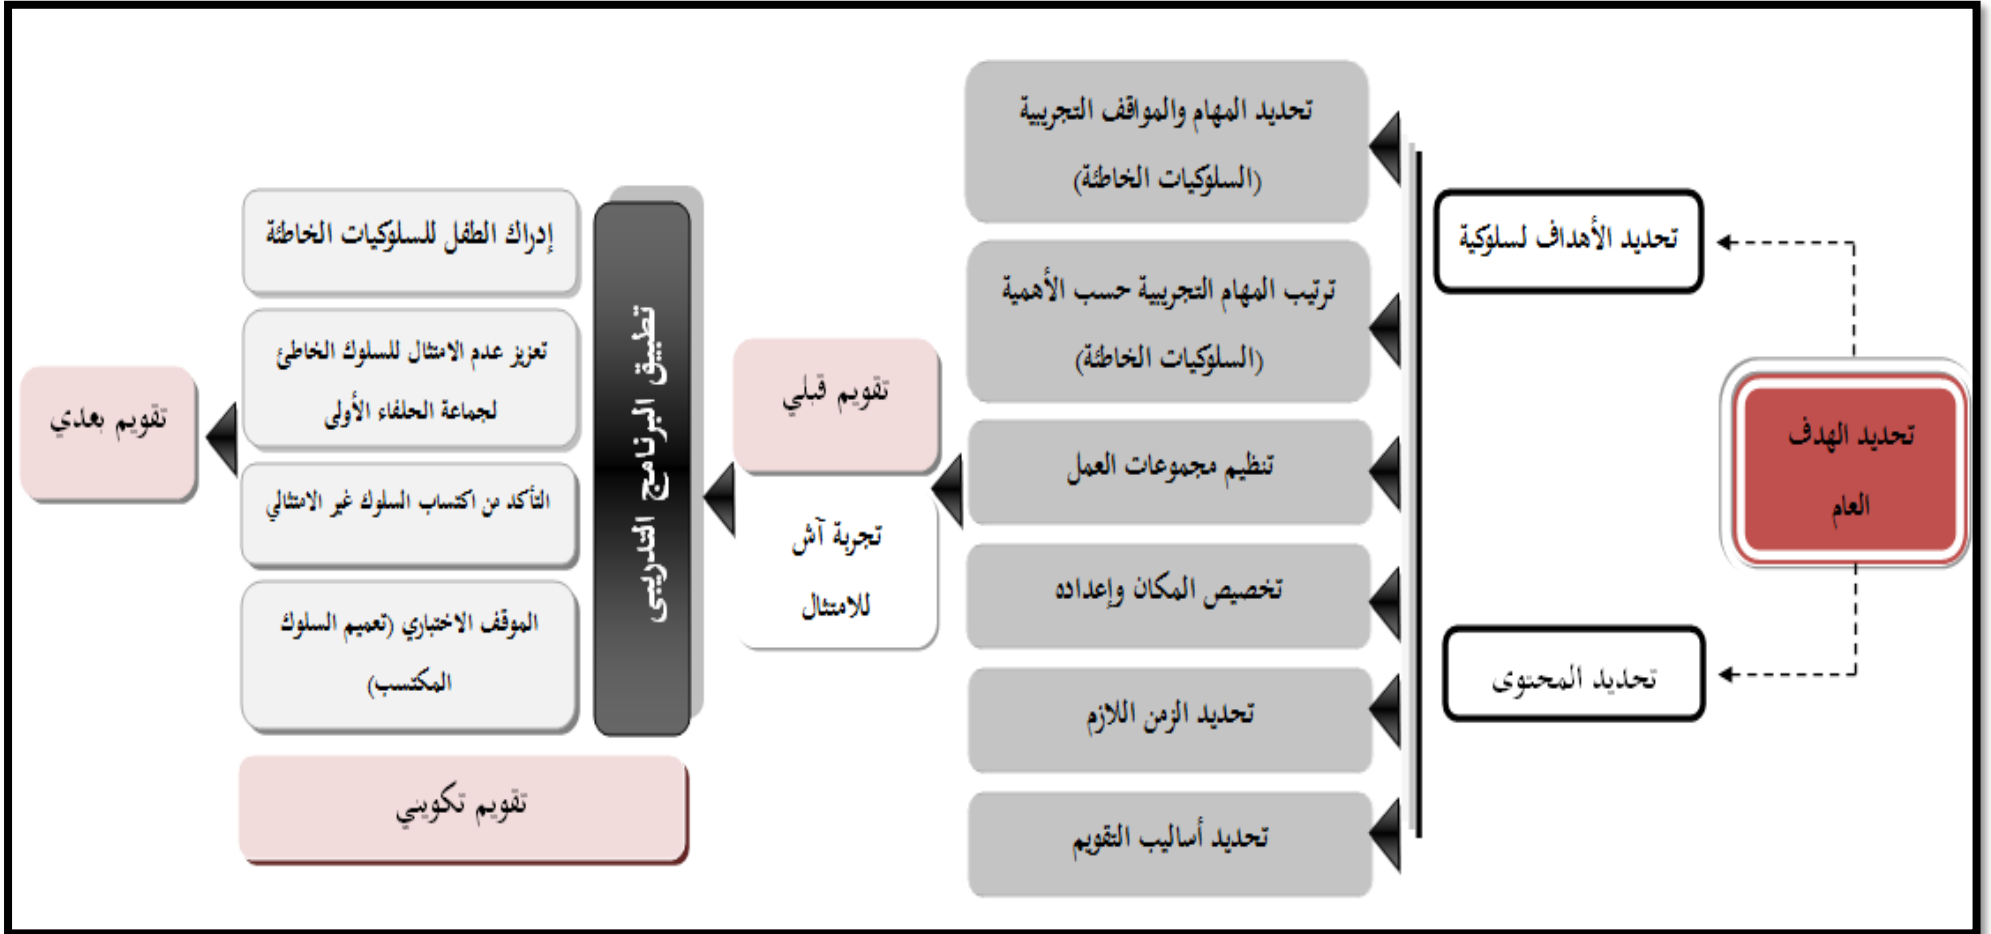 تحديد الهدف
العام
تحديد الأهداف لسلوكية
تحديد المحتوى
تحديد المهام والمواقف التجريبية
(السلوكيات الخاطئة)
ترتيب المهام التجريبية حسب الأهمية
(السلوكيات الخاطئة)
تنظيم مجموعات العمل
تخصيص المكان وإعداده
تحديد الزمن اللازم
تحديد أساليب التقويم
تقويم قبلي
تجربة آش
للامتثال
تطبيق البرنامج التدريبى
إدراك الطفل للسلوكيات الخاطئة
تعزيز عدم الامتثال للسلوك الخاطئ
لجماعة الحلفاء الأولى
التأكد من اكتساب السلوك غير الامتثالي
الموقف الاختباري (تعميم السلوك
المكتسب)
تقويم تكويني
تقويم بعدي